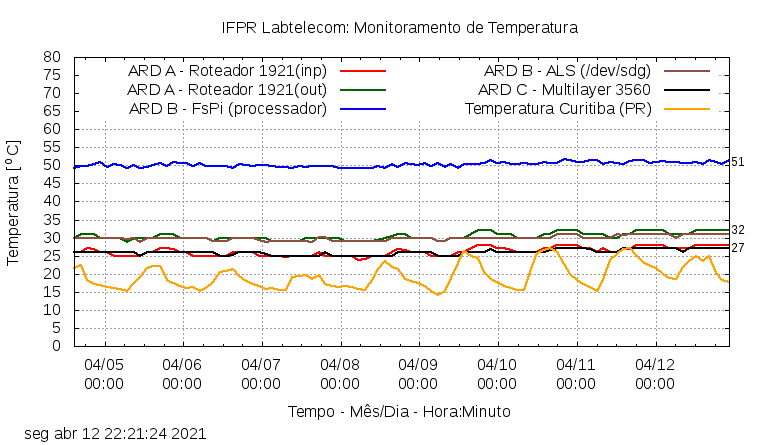 IFPR Labtelecom: Monitoramento de Temperatura
Temperatura [ º C]
80
75
70
65
60
55
50
45
40
35
30
25
20
15
10
5
0
ARD A - Roteador 1921(inp)
ARD A - Roteador 1921(out)
ARD B - FsPi (processador)
ARD B - ALS (/dev/sdg)
ARD C - Multilayer 3560
Temperatura Curitiba (PR)
51
32
27
04/05 04/06 04/07 04/08 04/09 04/10 04/11 04/12
00:00 00:00 00:00 00:00 00:00 00:00 00:00 00:00
Tempo - Mês/Dia - Hora:Minuto
seg abr 12 22:21:24 2021